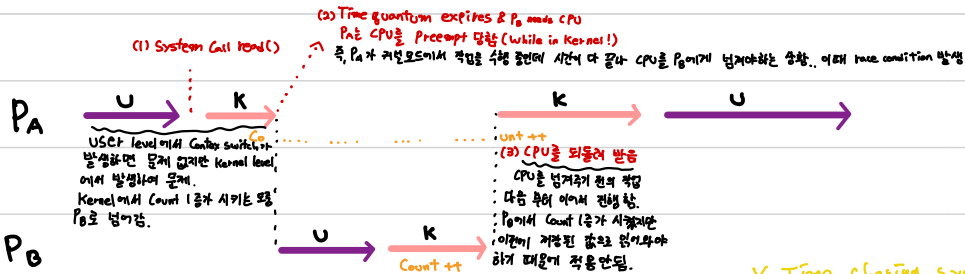 (2) Time quantum expires & PB needs CPU
PA는 CPU를 Preempt 당함 (While in Kernel!)
즉, PA가 커널모드에서 작업을 수행 중인데 시간이 다 끝나 CPU를 PB에게 넘겨야하는 상황.. 이때 race condition 발생
(1) System Call read()
U
K
K
U
PA
Co
unt ++
user level에서 Context switch가
발생하면 문제 없지만 Kernel level
에서 발생하여 문제.
Kernel에서 Count 1증가 시키는 도중
PB로 넘어감.
(3) CPU를 되돌려 받음
CPU를 넘겨주기 전의 작업
다음 부터 이어서 진행 함.
PB에서 Count 1증가 시켰지만
이전에 저장된 값으로 읽어와야
하기 때문에 적용안됨.
U
K
PB
Count ++